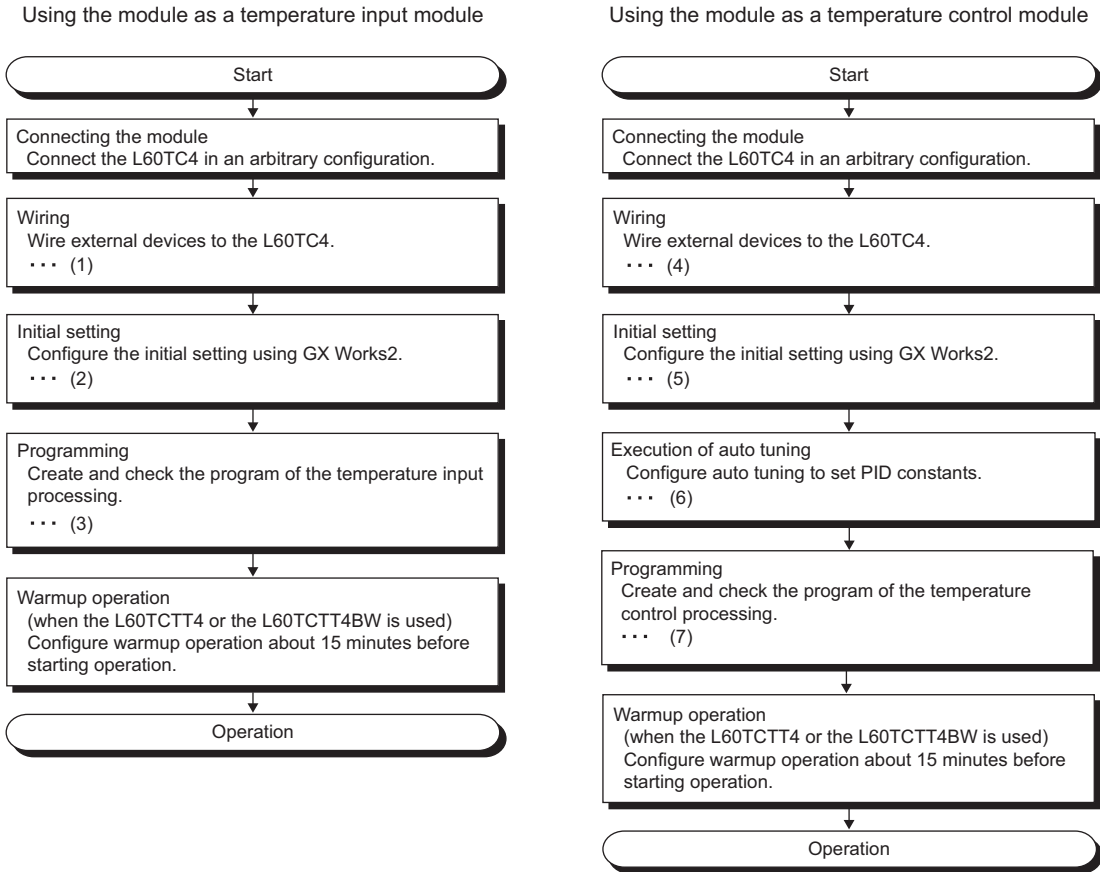 Using the module as a temperature input module
Start
Connecting the module
Connect the L60TC4 in an arbitrary configuration.
Wiring
Wire external devices to the L60TC4.
··· (1)
Initial setting
Configure the initial setting using GX Works2.
··· (2)
Programming
Create and check the program of the temperature input
processing.
··· (3)
Warmup operation
(when the L60TCTT4 or the L60TCTT4BW is used)
Configure warmup operation about 15 minutes before
starting operation.
Operation
Using the module as a temperature control module
Start
Connecting the module
Connect the L60TC4 in an arbitrary configuration.
Wiring
Wire external devices to the L60TC4.
··· (4)
Initial setting
Configure the initial setting using GX Works2.
··· (5)
Execution of auto tuning
Configure auto tuning to set PID constants.
··· (6)
Programming
Create and check the program of the temperature
control processing.
··· (7)
Warmup operation
(when the L60TCTT4 or the L60TCTT4BW is used)
Configure warmup operation about 15 minutes before
starting operation.
Operation